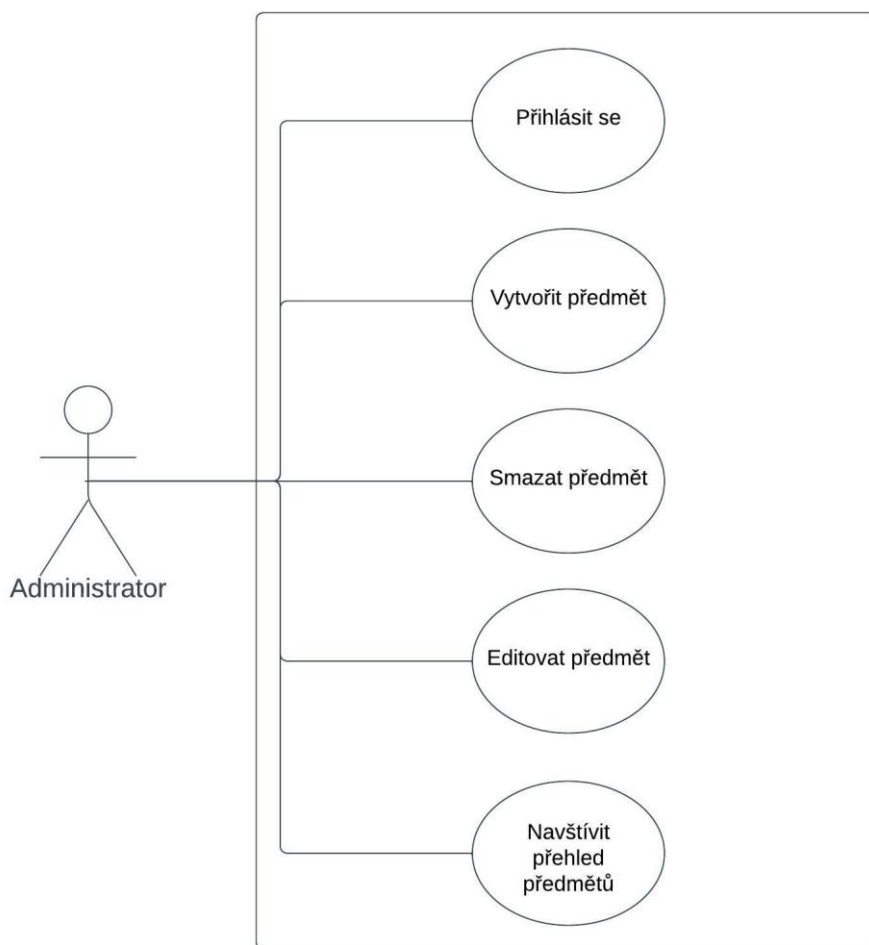 Přihlásit se
Vytvořit předmět
Smazat předmět
Administrator
Editovat předmět
Navštívit
přehled
předmětů